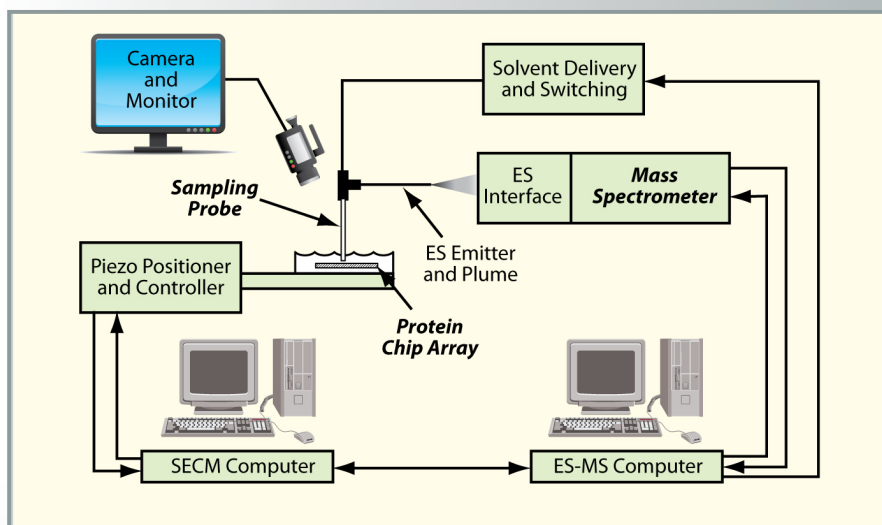 Camera
and
Monitor
Solvent Delivery
and Switching
Sampling
Probe
ES
Interface
Mass
Spectrometer
ES Emitter
and Plume
Piezo Positioner
and Controller
Protein
Chip Array
SECM Computer
ES-MS Computer